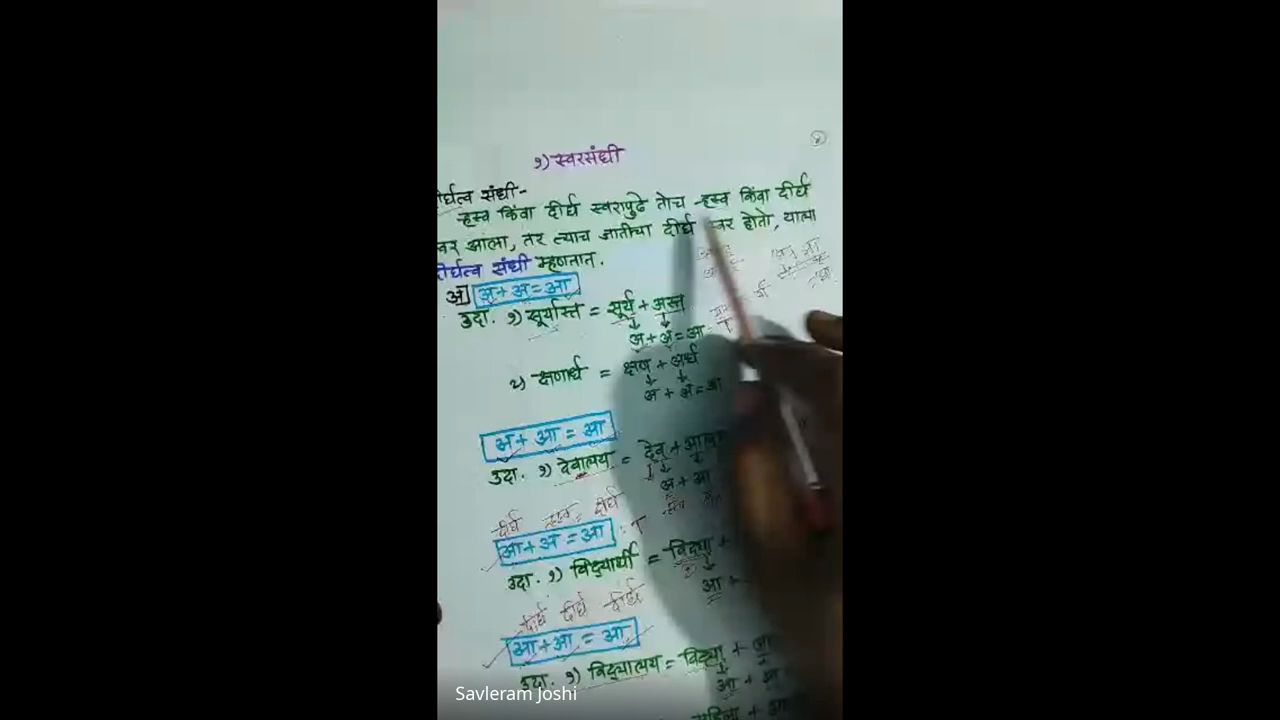 १) स्वरसंधी
र्घत्व संधी-
ऱ्हस्व किंवा दीर्घ स्वरापुढे तोच ऱ्हस्व किंवा दीर्घ
वर आला, तर त्याच जातीचा दीर्घ स्वर होतो, याला
दीर्घत्व संधी म्हणतात.
अ] अ + अ = आ
उदा. १) सूर्यास्त = सूर्य + अस्त
अ + अ = आ - ा
२) क्षणार्ध = क्षण + अर्ध
अ + अ = आ
अ + आ = आ
उदा. १) देवालय = देव +
अ + आ
दीर्घ ऱ्हस्व = दीर्घ
आ + अ = आ
उदा. १) विद्यार्थी = विद्या +
आ +
दीर्घ दीर्घ दीर्घ
आ + आ = आ
उदा. १) विद्यालय = विद्या +
आ +
Savleram Joshi